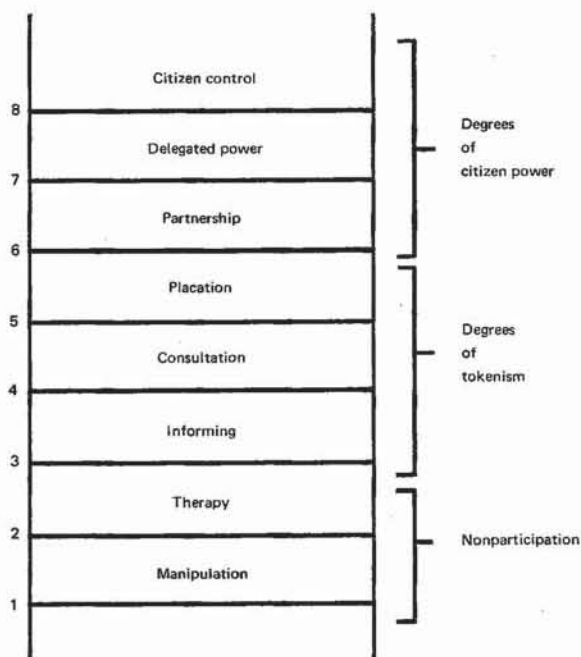 Citizen control
8
Delegated power
7
Partnership
6
Placation
5
Consultation
4
Informing
3
Therapy
2
Manipulation
1
Degrees
of
citizen power
Degrees
of
tokenism
Nonparticipation